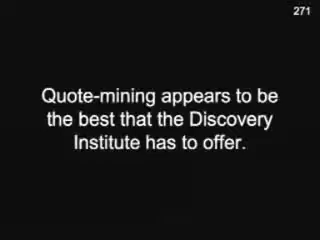 271
Quote-mining appears to be
the best that the Discovery
Institute has to offer.